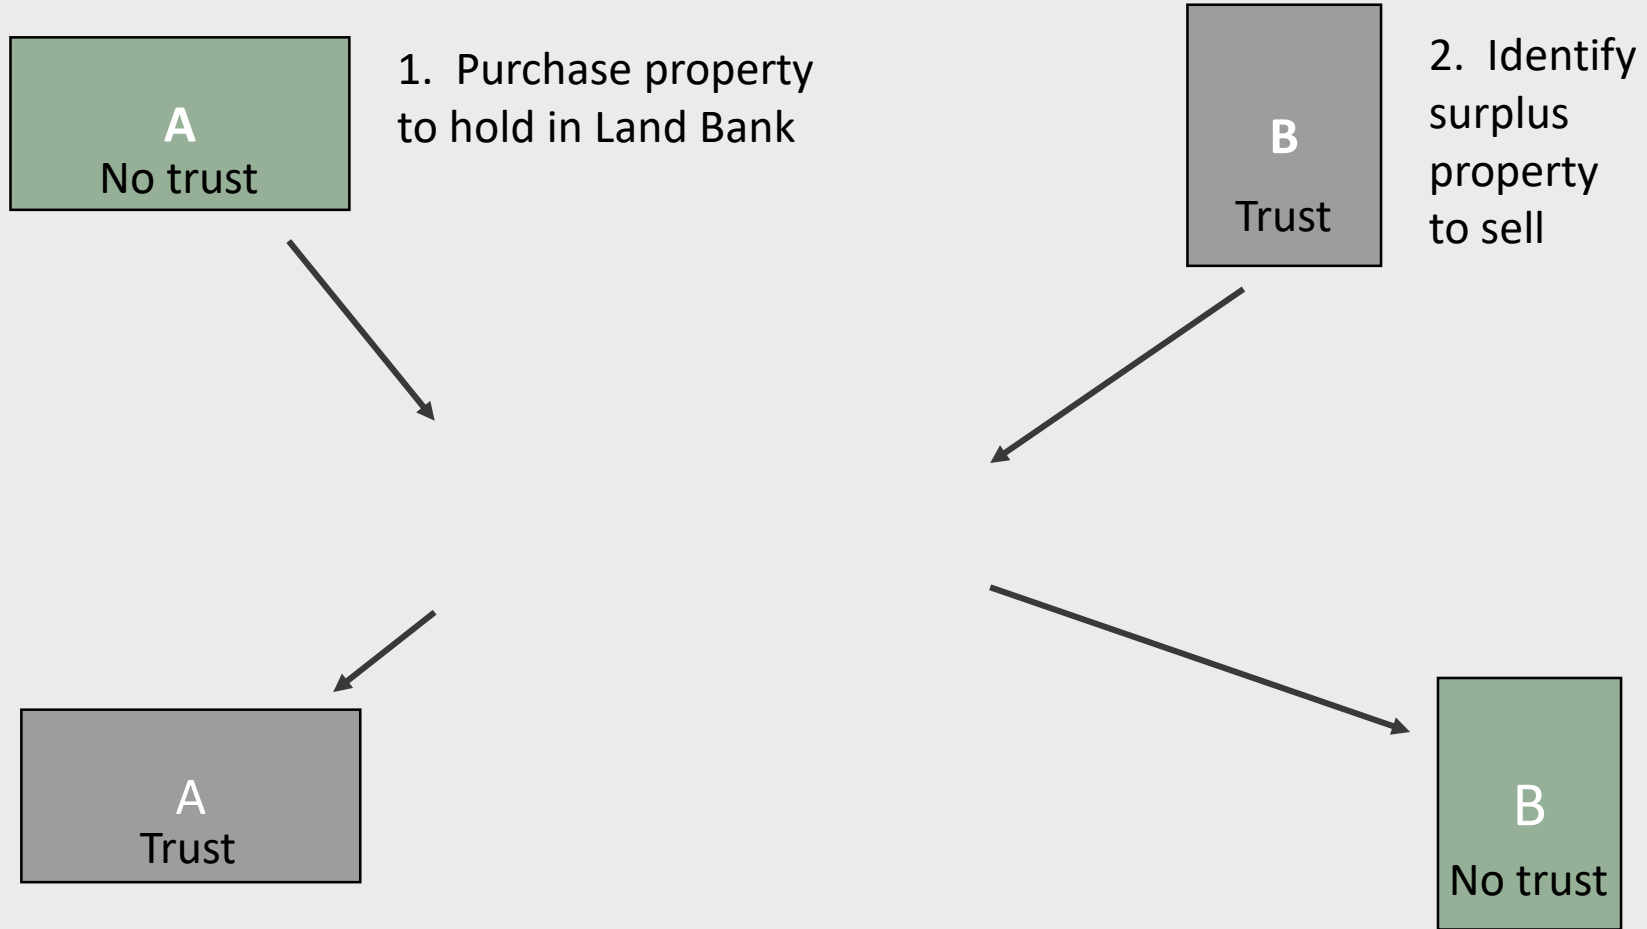 A
No trust
1. Purchase property
to hold in Land Bank
B
Trust
2. Identify
surplus
property
to sell
A
Trust
B
No trust